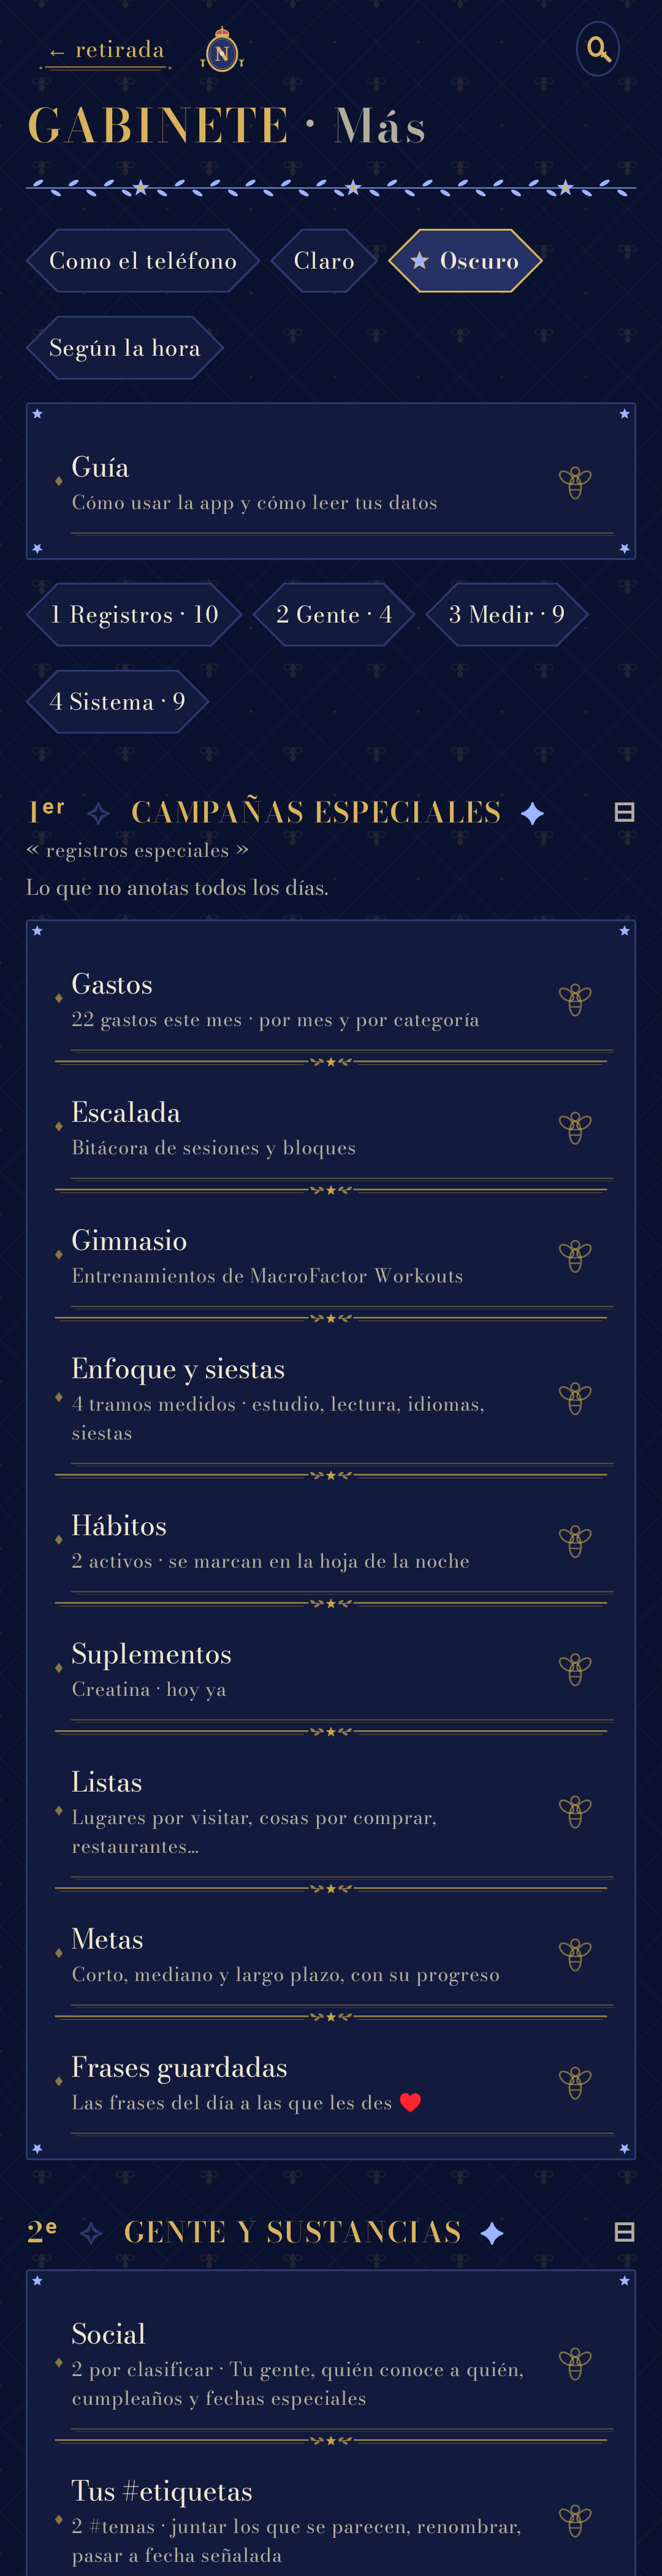 ← retirada
N
GABINETE · Más
Como el teléfono
Claro
Oscuro
Según la hora
Guía
Cómo usar la app y cómo leer tus datos
1 Registros · 10
2 Gente · 4
3 Medir · 9
4 Sistema · 9
1er CAMPAÑAS ESPECIALES
« registros especiales »
Lo que no anotas todos los días.
Gastos
22 gastos este mes · por mes y por categoría
Escalada
Bitácora de sesiones y bloques
Gimnasio
Entrenamientos de MacroFactor Workouts
Enfoque y siestas
4 tramos medidos · estudio, lectura, idiomas,
siestas
Hábitos
2 activos · se marcan en la hoja de la noche
Suplementos
Creatina · hoy ya
Listas
Lugares por visitar, cosas por comprar,
restaurantes...
Metas
Corto, mediano y largo plazo, con su progreso
Frases guardadas
Las frases del día a las que les des ❤️
2e GENTE Y SUSTANCIAS
Social
2 por clasificar · Tu gente, quién conoce a quién,
cumpleaños y fechas especiales
Tus #etiquetas
2 #temas · juntar los que se parecen, renombrar,
pasar a fecha señalada